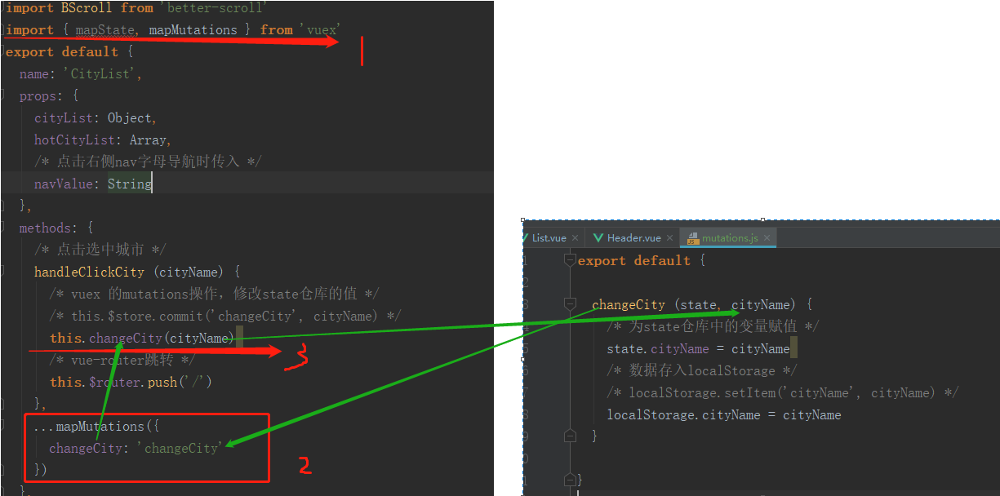 import BScroll from 'better-scroll'
import { mapState, mapMutations } from 'vuex'
1
export default {
name: 'CityList',
props: {
cityList: Object,
hotCityList: Array,
/* 点击右侧nav字母导航时传入 */
navValue: String
},
methods: {
/* 点击选中城市 */
handleClickCity (cityName) {
/* vuex 的mutations操作，修改state仓库的值 */
/* this.$store.commit('changeCity', cityName) */
this.changeCity(cityName)
3
/* vue-router跳转 */
this.$router.push('/')
},
...mapMutations({
changeCity: 'changeCity'
})
2
},
List.vue × Header.vue × mutations.js ×
export default {
changeCity (state, cityName) {
/* 为state仓库中的变量赋值 */
state.cityName = cityName
/* 数据存入localStorage */
/* localStorage.setItem('cityName', cityName) */
localStorage.cityName = cityName
}
}